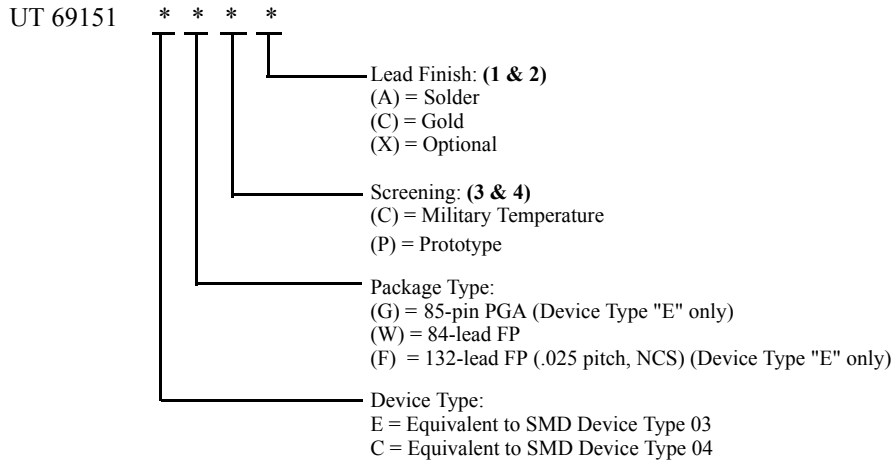 UT 69151 * * * *
Lead Finish: (1 & 2)
(A) = Solder
(C) = Gold
(X) = Optional
Screening: (3 & 4)
(C) = Military Temperature
(P) = Prototype
Package Type:
(G) = 85-pin PGA (Device Type "E" only)
(W) = 84-lead FP
(F) = 132-lead FP (.025 pitch, NCS) (Device Type "E" only)
Device Type:
E = Equivalent to SMD Device Type 03
C = Equivalent to SMD Device Type 04